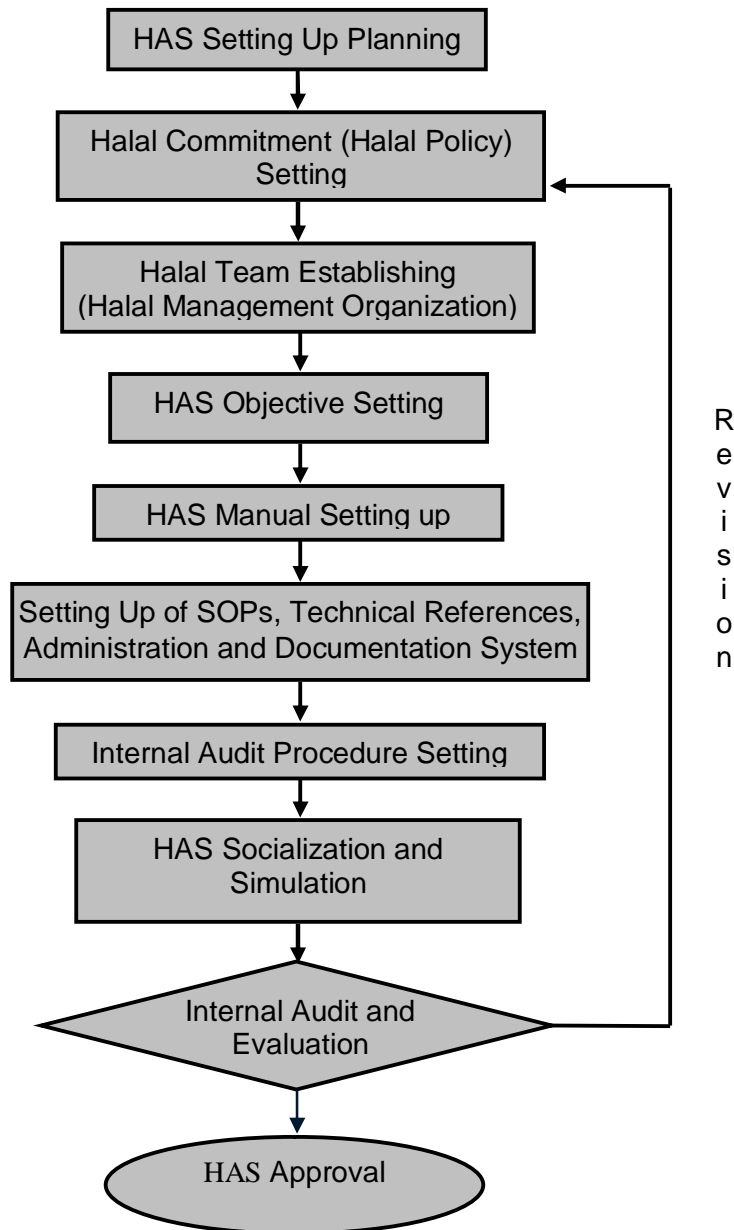 HAS Setting Up Planning
Halal Commitment (Halal Policy)
Setting
Halal Team Establishing
(Halal Management Organization)
HAS Objective Setting
HAS Manual Setting up
Setting Up of SOPs, Technical References,
Administration and Documentation System
Internal Audit Procedure Setting
HAS Socialization and
Simulation
Internal Audit and
Evaluation
HAS Approval
Revision